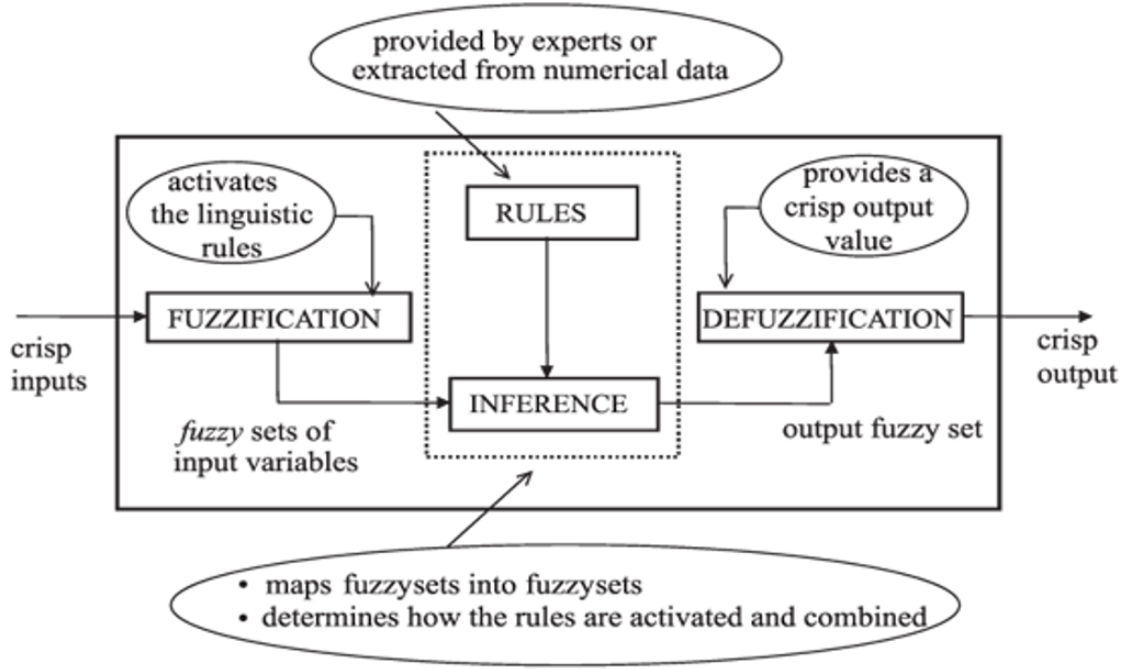 provided by experts or
extracted from numerical data
activates
the linguistic
rules
RULES
provides a
crisp output
value
FUZZIFICATION
DEFUZZIFICATION
crisp
inputs
crisp
output
INFERENCE
fuzzy sets of
input variables
output fuzzy set
• maps fuzzysets into fuzzysets
• determines how the rules are activated and combined